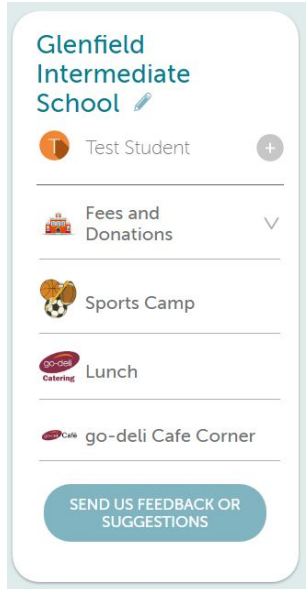 Glenfield
Intermediate
School
T
Test Student
+
Fees and
Donations
Sports Camp
go-deli
Catering
Lunch
Café
go-deli Cafe Corner
SEND US FEEDBACK OR
SUGGESTIONS